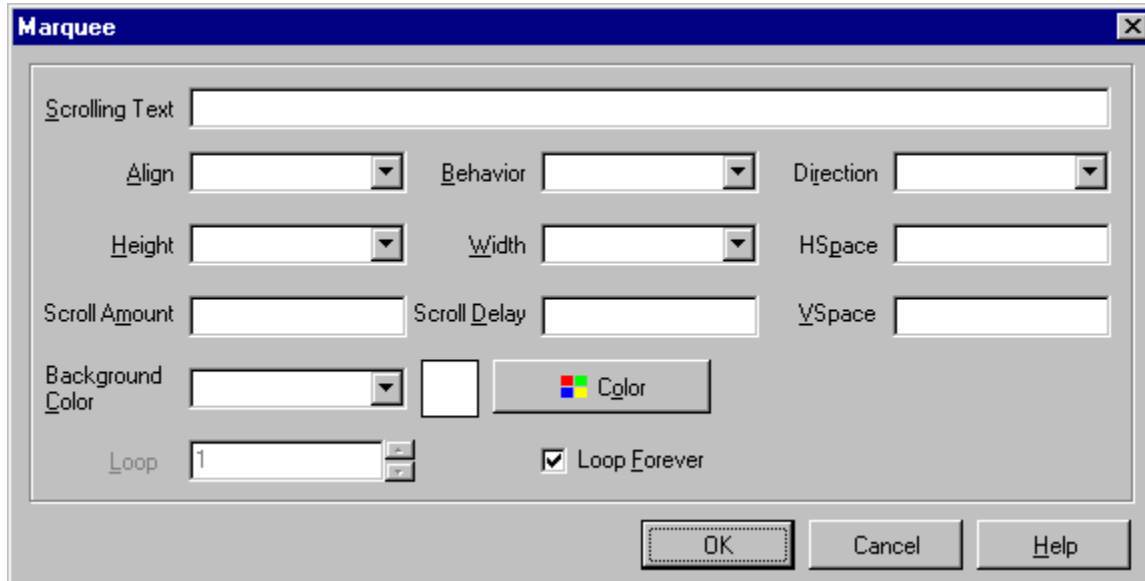 Marquee
Scrolling Text
Align Behavior Direction
Height Width HSpace
Scroll Amount Scroll Delay VSpace
Background
Color
Color
Loop 1 Loop Forever
OK Cancel Help